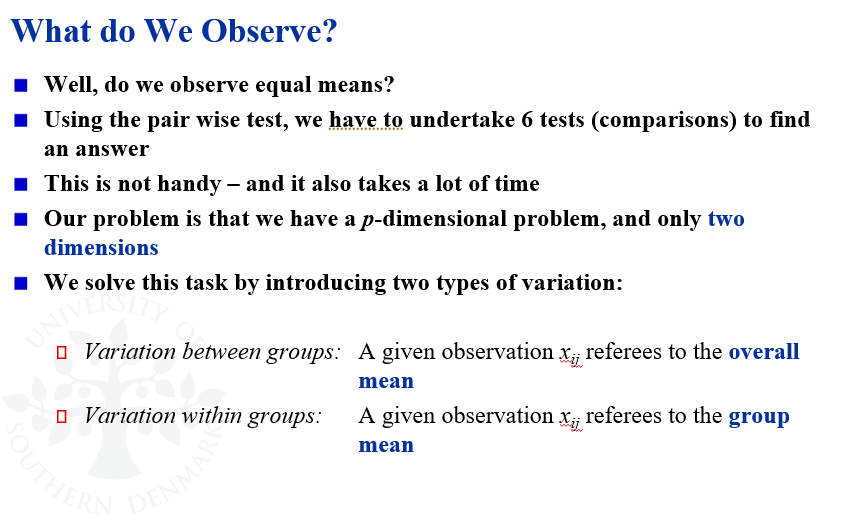 What do We Observe?
Well, do we observe equal means?
Using the pair wise test, we have to undertake 6 tests (comparisons) to find
an answer
This is not handy – and it also takes a lot of time
Our problem is that we have a p-dimensional problem, and only two
dimensions
We solve this task by introducing two types of variation:
Variation between groups: A given observation xij referees to the overall
mean
Variation within groups: A given observation xij referees to the group
mean
UNIVERSITY OF
SOUTHERN DENMARK